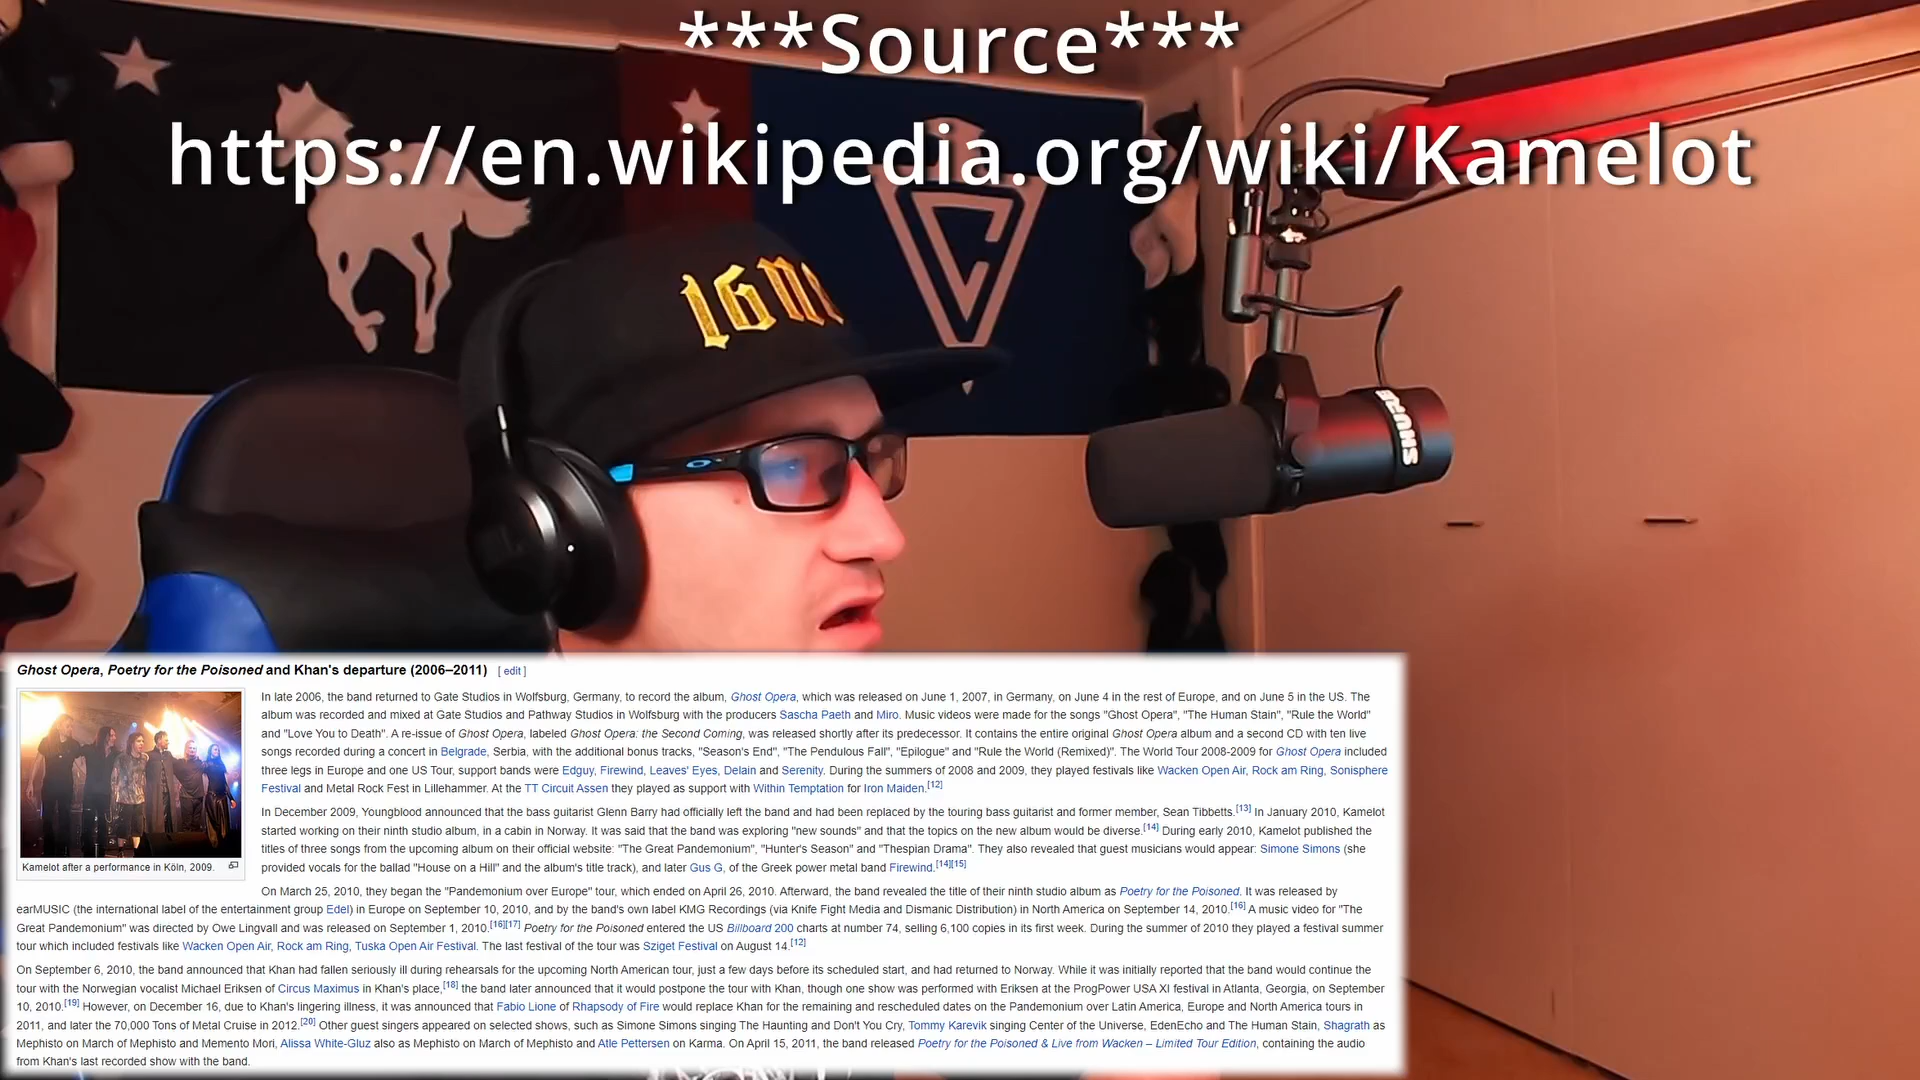 ***Source***
https://en.wikipedia.org/wiki/Kamelot
SHURE
Ghost Opera, Poetry for the Poisoned and Khan's departure (2006–2011) [ edit ]
In late 2006, the band returned to Gate Studios in Wolfsburg, Germany, to record the album, Ghost Opera, which was released on June 1, 2007, in Germany, on June 4 in the rest of Europe, and on June 5 in the US. The
album was recorded and mixed at Gate Studios and Pathway Studios in Wolfsburg with the producers Sascha Paeth and Miro. Music videos were made for the songs "Ghost Opera", "The Human Stain", "Rule the World"
and "Love You to Death". A re-issue of Ghost Opera, labeled Ghost Opera: the Second Coming, was released shortly after its predecessor. It contains the entire original Ghost Opera album and a second CD with ten live
songs recorded during a concert in Belgrade, Serbia, with the additional bonus tracks, "Season's End", "The Pendulous Fall", "Epilogue" and "Rule the World (Remixed)". The World Tour 2008-2009 for Ghost Opera included
three legs in Europe and one US Tour, support bands were Edguy, Firewind, Leaves' Eyes, Delain and Serenity. During the summers of 2008 and 2009, they played festivals like Wacken Open Air, Rock am Ring, Sonisphere
Festival and Metal Rock Fest in Lillehammer. At the TT Circuit Assen they played as support with Within Temptation for Iron Maiden.[12]
In December 2009, Youngblood announced that the bass guitarist Glenn Barry had officially left the band and had been replaced by the touring bass guitarist and former member, Sean Tibbetts.[13] In January 2010, Kamelot
started working on their ninth studio album, in a cabin in Norway. It was said that the band was exploring "new sounds" and that the topics on the new album would be diverse.[14] During early 2010, Kamelot published the
titles of three songs from the upcoming album on their official website: "The Great Pandemonium", "Hunter's Season" and "Thespian Drama". They also revealed that guest musicians would appear: Simone Simons (she
provided vocals for the ballad "House on a Hill" and the album's title track), and later Gus G, of the Greek power metal band Firewind.[14][15]
Kamelot after a performance in Köln, 2009.
On March 25, 2010, they began the "Pandemonium over Europe" tour, which ended on April 26, 2010. Afterward, the band revealed the title of their ninth studio album as Poetry for the Poisoned. It was released by
earMUSIC (the international label of the entertainment group Edel) in Europe on September 10, 2010, and by the band's own label KMG Recordings (via Knife Fight Media and Dismanic Distribution) in North America on September 14, 2010.[16] A music video for "The
Great Pandemonium" was directed by Owe Lingvall and was released on September 1, 2010.[16][17] Poetry for the Poisoned entered the US Billboard 200 charts at number 74, selling 6,100 copies in its first week. During the summer of 2010 they played a festival summer
tour which included festivals like Wacken Open Air, Rock am Ring, Tuska Open Air Festival. The last festival of the tour was Sziget Festival on August 14.[12]
On September 6, 2010, the band announced that Khan had fallen seriously ill during rehearsals for the upcoming North American tour, just a few days before its scheduled start, and had returned to Norway. While it was initially reported that the band would continue the
tour with the Norwegian vocalist Michael Eriksen of Circus Maximus in Khan's place,[18] the band later announced that it would postpone the tour with Khan, though one show was performed with Eriksen at the ProgPower USA XI festival in Atlanta, Georgia, on September
10, 2010.[19] However, on December 16, due to Khan's lingering illness, it was announced that Fabio Lione of Rhapsody of Fire would replace Khan for the remaining and rescheduled dates on the Pandemonium over Latin America, Europe and North America tours in
2011, and later the 70,000 Tons of Metal Cruise in 2012.[20] Other guest singers appeared on selected shows, such as Simone Simons singing The Haunting and Don't You Cry, Tommy Karevik singing Center of the Universe, EdenEcho and The Human Stain, Shagrath as
Mephisto on March of Mephisto and Memento Mori, Alissa White-Gluz also as Mephisto on March of Mephisto and Atle Pettersen on Karma. On April 15, 2011, the band released Poetry for the Poisoned & Live from Wacken – Limited Tour Edition, containing the audio
from Khan's last recorded show with the band.